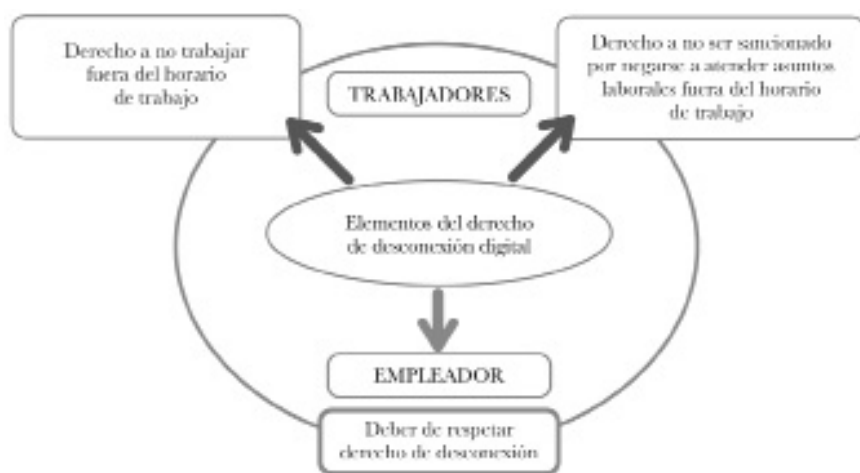 Derecho a no trabajar
fuera del horario
de trabajo
TRABAJADORES
Derecho a no ser sancionado
por negarse a atender asuntos
laborales fuera del horario
de trabajo
Elementos del derecho
de desconexión digital
EMPLEADOR
Deber de respetar
derecho de desconexión